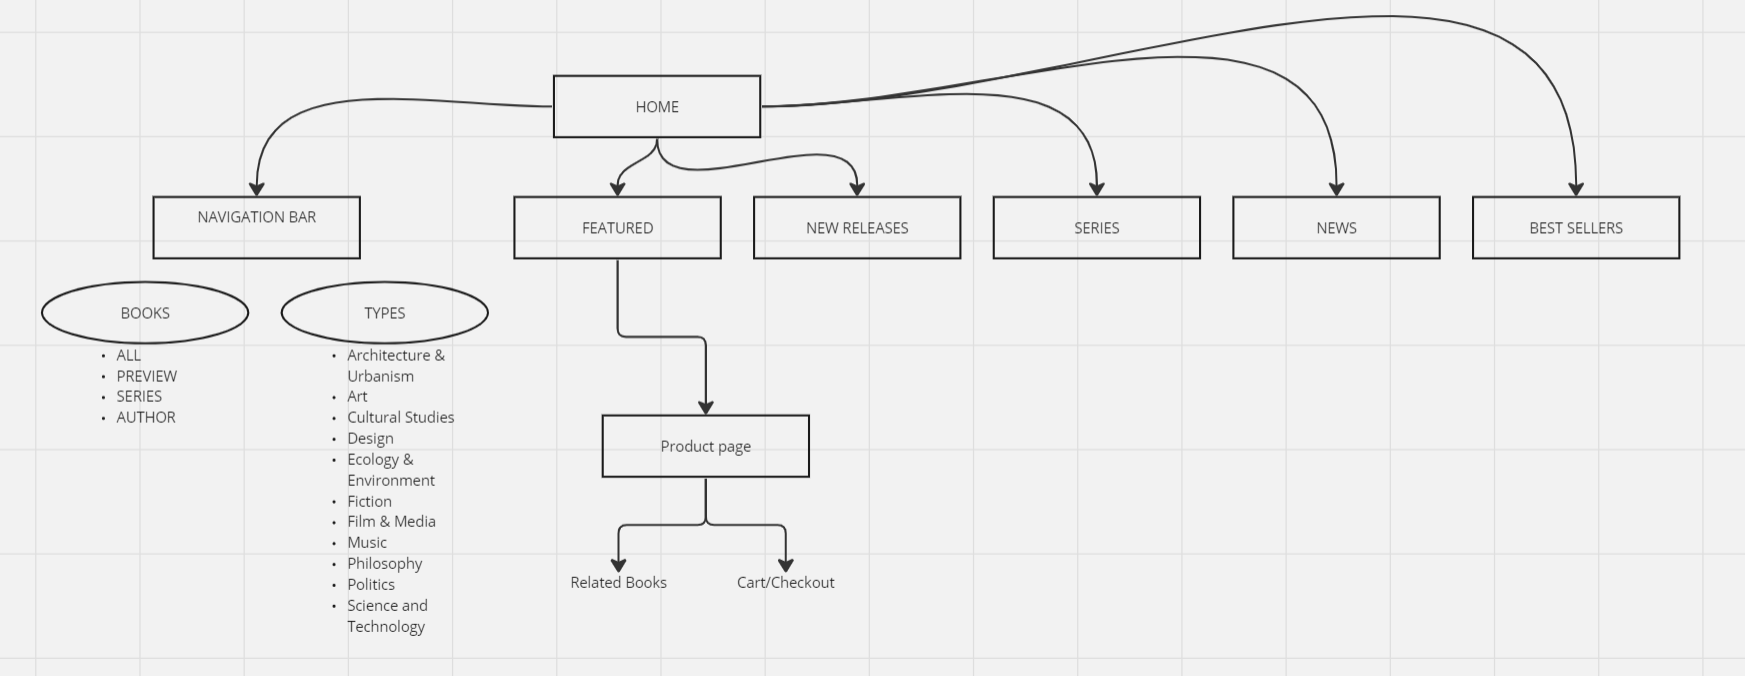 HOME
NAVIGATION BAR
FEATURED
NEW RELEASES
SERIES
NEWS
BEST SELLERS
BOOKS
• ALL
• PREVIEW
• SERIES
• AUTHOR
TYPES
• Architecture &
Urbanism
• Art
• Cultural Studies
• Design
• Ecology &
Environment
• Fiction
• Film & Media
• Music
• Philosophy
• Politics
• Science and
Technology
Product page
Related Books
Cart/Checkout